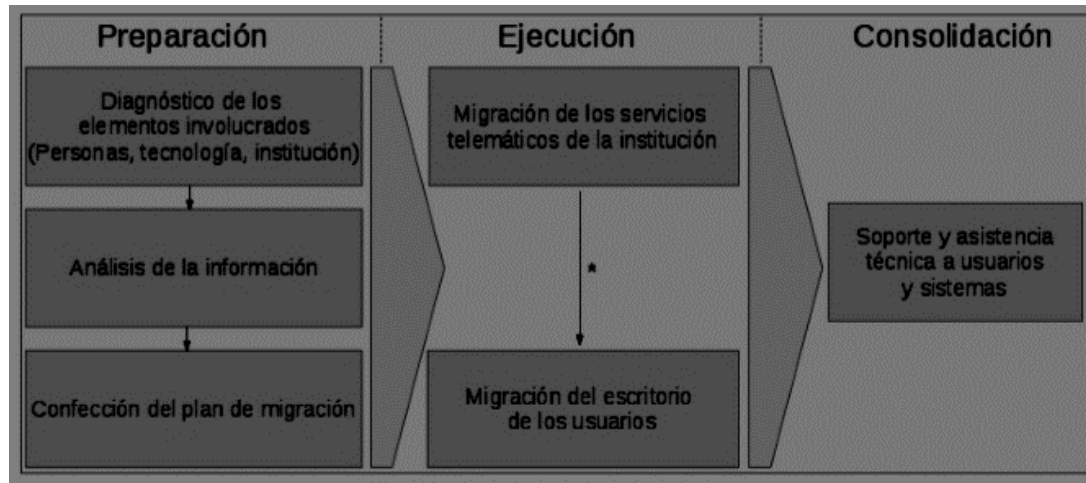 Preparación
Diagnóstico de los
elementos involucrados
(Personas, tecnología, institución)
Análisis de la información
Confección del plan de migración
Ejecución
Migración de los servicios
telemáticos de la institución
*
Migración del escritorio
de los usuarios
Consolidación
Soporte y asistencia
técnica a usuarios
y sistemas